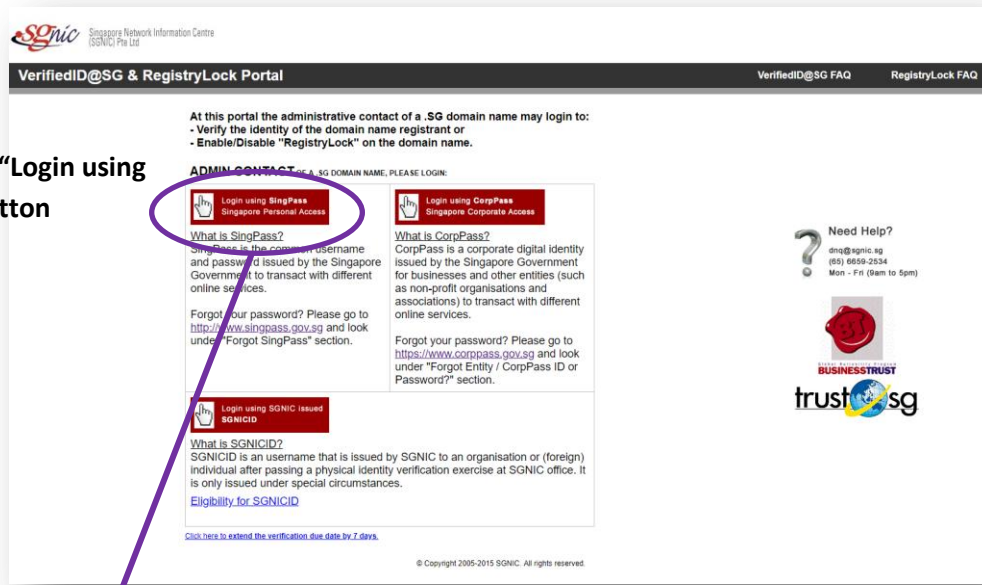 sgnic Singapore Network Information Centre
(SGNIC) Pte Ltd
VerifiedID@SG & RegistryLock Portal VerifiedID@SG FAQ RegistryLock FAQ
At this portal the administrative contact of a .SG domain name may login to:
- Verify the identity of the domain name registrant or
- Enable/Disable "RegistryLock" on the domain name.
“Login using
tton
ADMIN CONTACT OF A .SG DOMAIN NAME, PLEASE LOGIN:
Login using SingPass
Singapore Personal Access
What is SingPass?
SingPass is the common username
and password issued by the Singapore
Government to transact with different
online services.
Forgot your password? Please go to
http://www.singpass.gov.sg and look
under "Forgot SingPass" section.
Login using CorpPass
Singapore Corporate Access
What is CorpPass?
CorpPass is a corporate digital identity
issued by the Singapore Government
for businesses and other entities (such
as non-profit organisations and
associations) to transact with different
online services.
Forgot your password? Please go to
https://www.corppass.gov.sg and look
under "Forgot Entity / CorpPass ID or
Password?" section.
Login using SGNIC issued
SGNICID
What is SGNICID?
SGNICID is an username that is issued by SGNIC to an organisation or (foreign)
individual after passing a physical identity verification exercise at SGNIC office. It
is only issued under special circumstances.
Eligibility for SGNICID
Click here to extend the verification due date by 7 days.
Need Help?
dnq@sgnic.sg
(65) 6659-2534
Mon - Fri (9am to 5pm)
BT
BUSINESSTRUST
trust sg
© Copyright 2005-2015 SGNIC. All rights reserved.